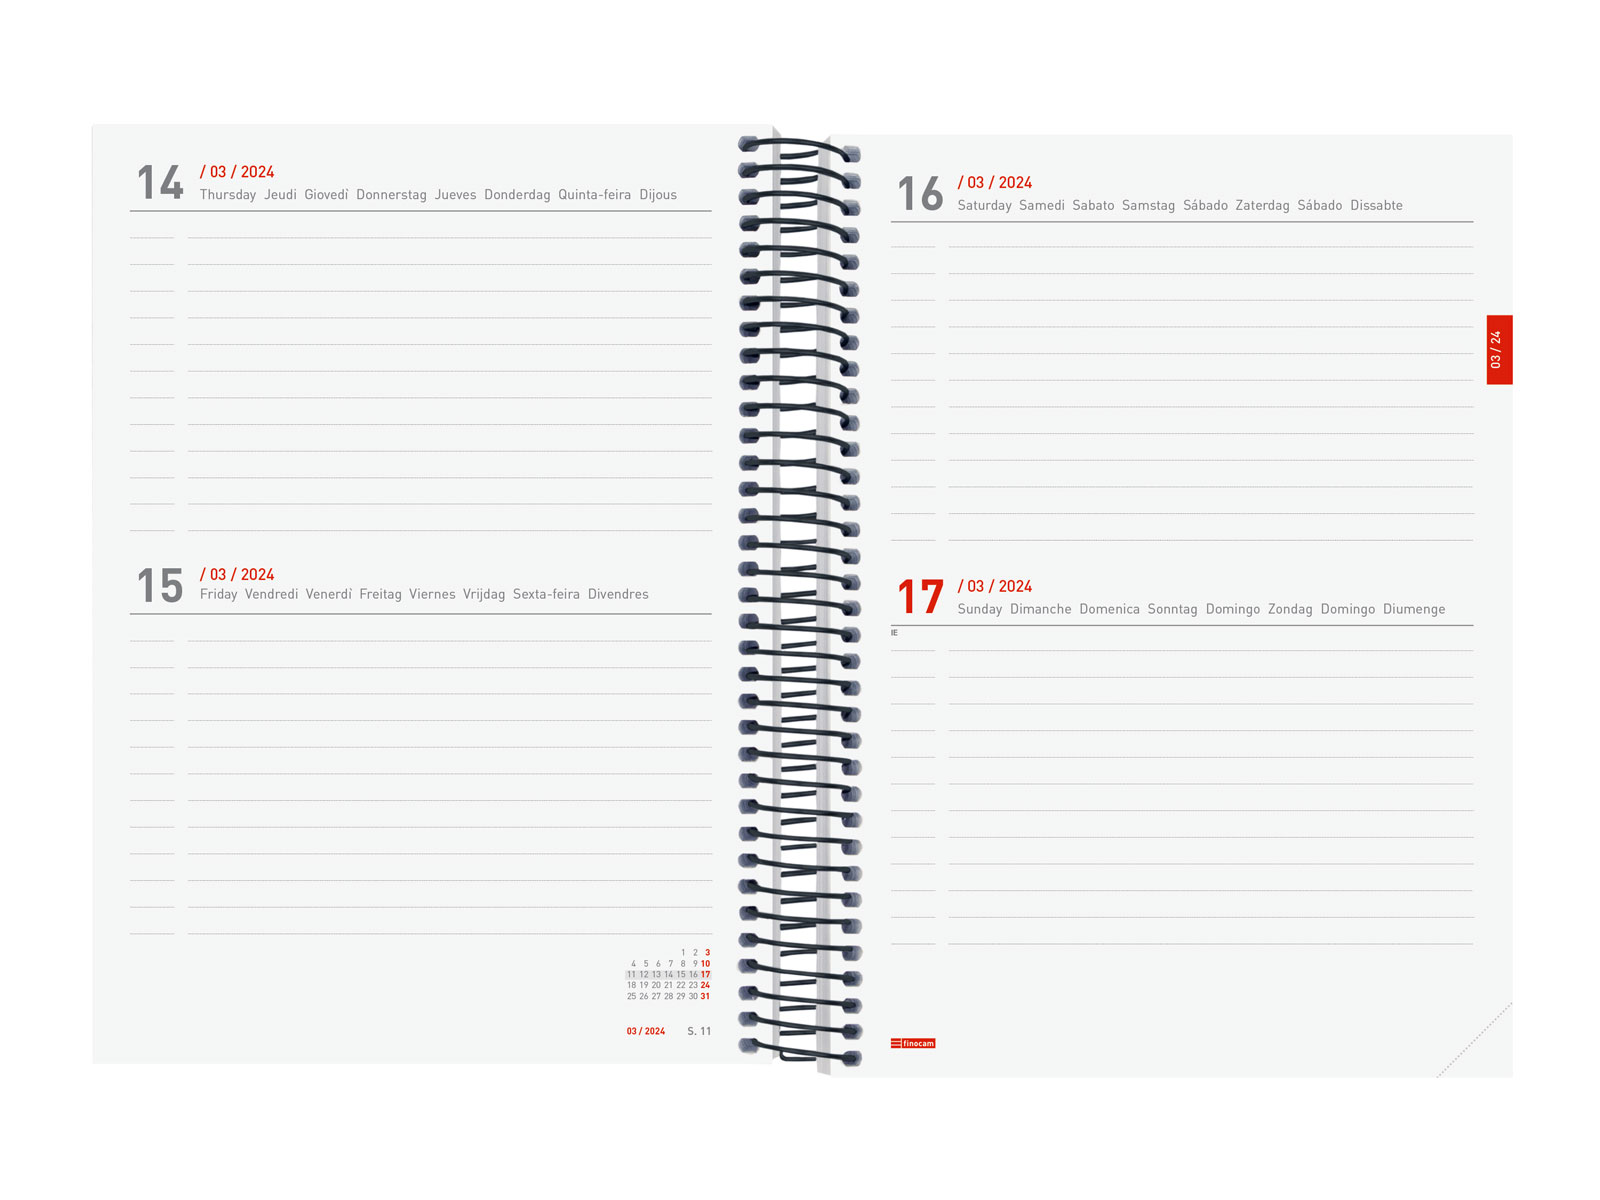 14 / 03 / 2024
Thursday Jeudi Giovedì Donnerstag Jueves Donderdag Quinta-feira Dijous
15 / 03 / 2024
Friday Vendredi Venerdì Freitag Viernes Vrijdag Sexta-feira Divendres
1 2 3
4 5 6 7 8 9 10
11 12 13 14 15 16 17
18 19 20 21 22 23 24
25 26 27 28 29 30 31
03 / 2024 S. 11
16 / 03 / 2024
Saturday Samedi Sabato Samstag Sábado Zaterdag Sábado Dissabte
03 / 24
17 / 03 / 2024
Sunday Dimanche Domenica Sonntag Domingo Zondag Domingo Diumenge
IE
finocam